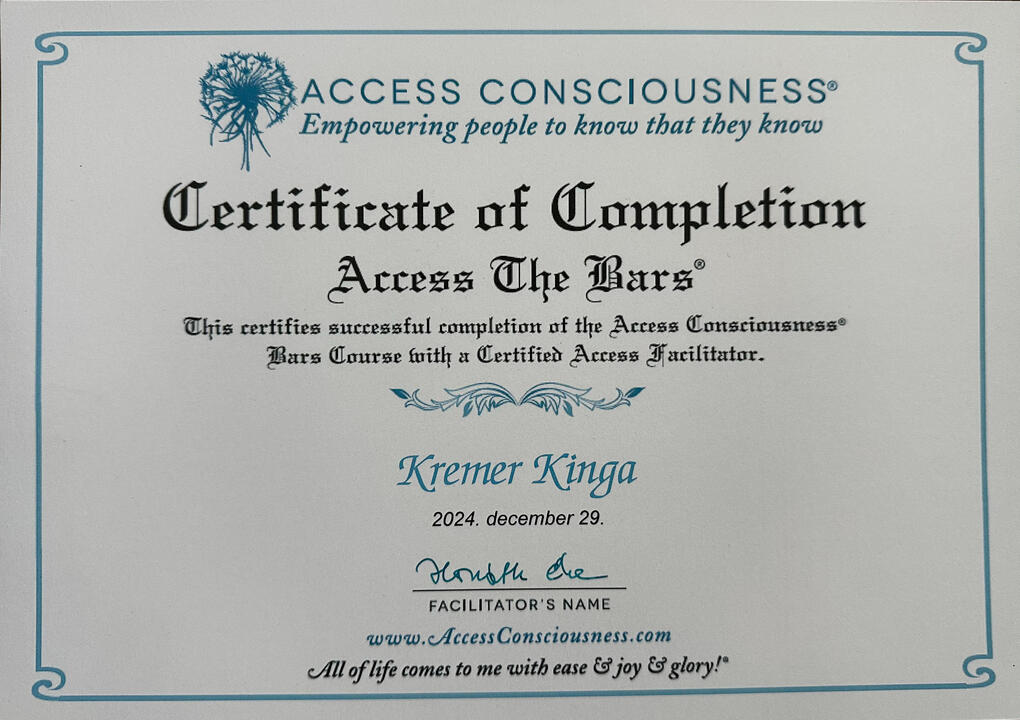 ACCESS CONSCIOUSNESS®
Empowering people to know that they know
Certificate of Completion
Access The Bars®
This certifies successful completion of the Access Consciousness®
Bars Course with a Certified Access Facilitator.
Kremer Kinga
2024. december 29.
FACILITATOR'S NAME
www.AccessConsciousness.com
All of life comes to me with ease & joy & glory!®